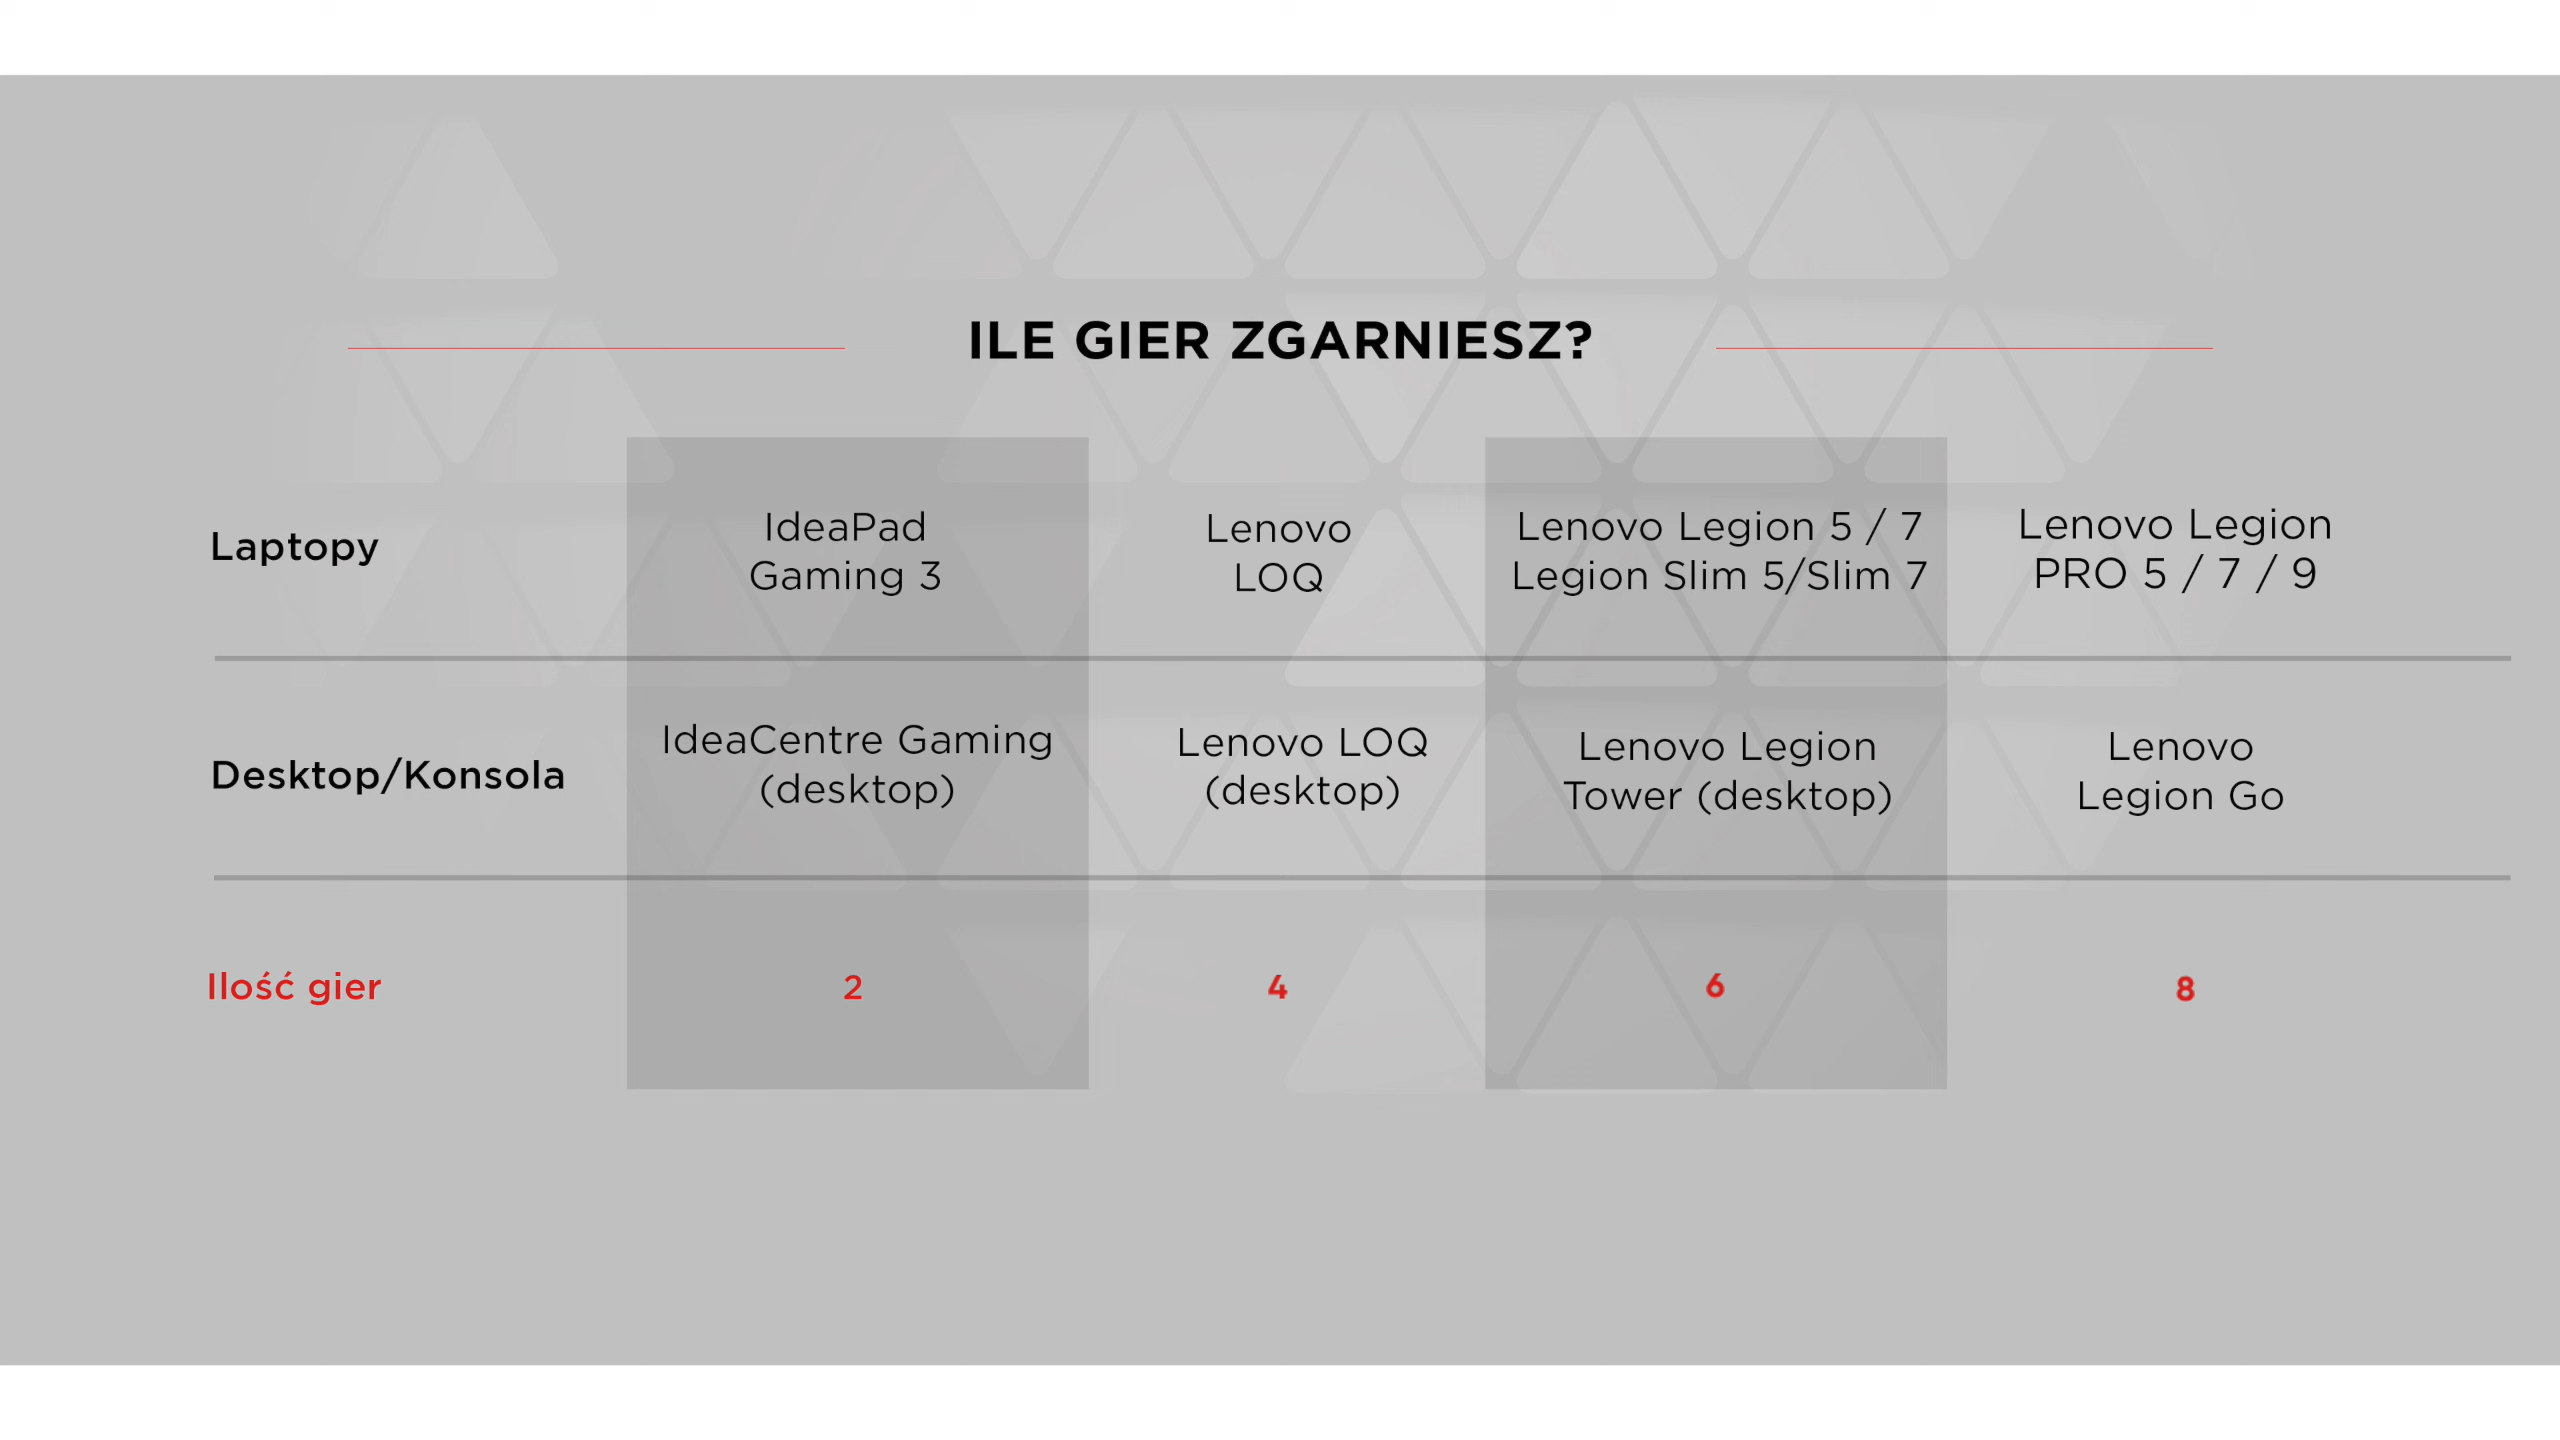 ILE GIER ZGARNIESZ?
Laptopy
IdeaPad
Gaming 3
Lenovo
LOQ
Lenovo Legion 5 / 7
Legion Slim 5/Slim 7
Lenovo Legion
PRO 5 / 7 / 9
Desktop/Konsola
IdeaCentre Gaming
(desktop)
Lenovo LOQ
(desktop)
Lenovo Legion
Tower (desktop)
Lenovo
Legion Go
Ilość gier
2
4
6
8